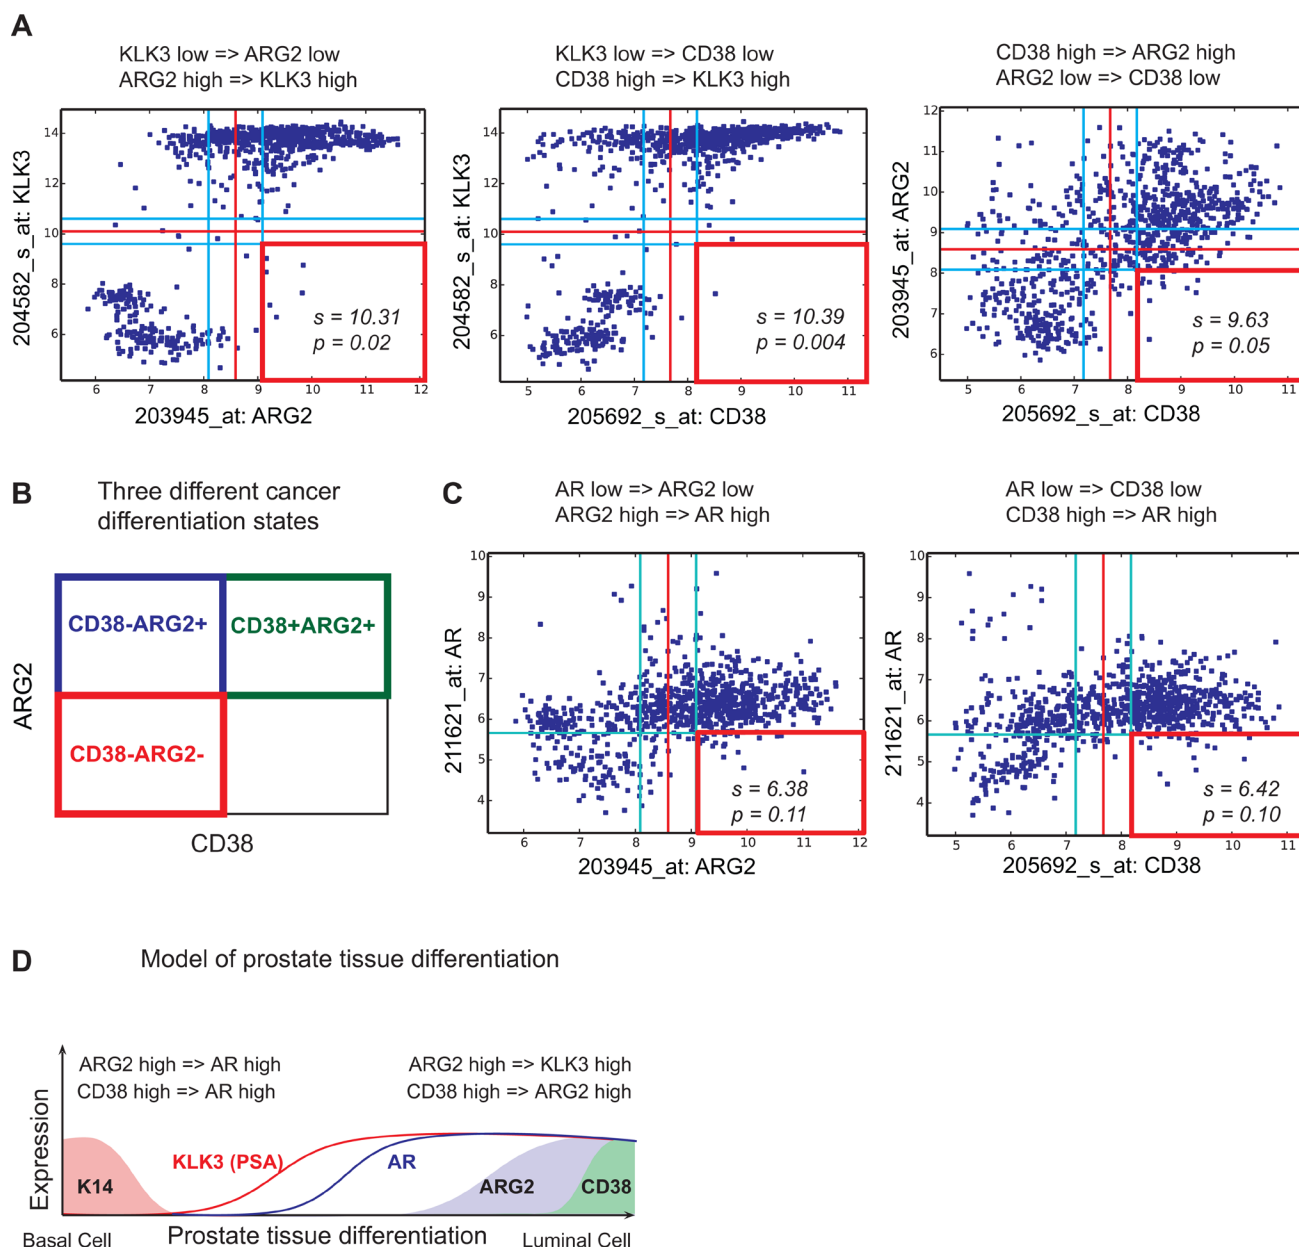 A
KLK3 low => ARG2 low
ARG2 high => KLK3 high
204582_s_at: KLK3
14
12
10
8
6
s = 10.31
p = 0.02
6 7 8 9 10 11 12
203945_at: ARG2
KLK3 low => CD38 low
CD38 high => KLK3 high
204582_s_at: KLK3
14
12
10
8
6
s = 10.39
p = 0.004
5 6 7 8 9 10 11
205692_s_at: CD38
CD38 high => ARG2 high
ARG2 low => CD38 low
203945_at: ARG2
12
11
10
9
8
7
6
s = 9.63
p = 0.05
5 6 7 8 9 10 11
205692_s_at: CD38
B
Three different cancer
differentiation states
ARG2
CD38-ARG2+ CD38+ARG2+
CD38-ARG2-
CD38
C
AR low => ARG2 low
ARG2 high => AR high
211621_at: AR
10
9
8
7
6
5
4
s = 6.38
p = 0.11
6 7 8 9 10 11 12
203945_at: ARG2
AR low => CD38 low
CD38 high => AR high
211621_at: AR
10
9
8
7
6
5
4
s = 6.42
p = 0.10
5 6 7 8 9 10 11
205692_s_at: CD38
D
Model of prostate tissue differentiation
ARG2 high => AR high
CD38 high => AR high
ARG2 high => KLK3 high
CD38 high => ARG2 high
Expression
K14
KLK3 (PSA)
AR
ARG2
CD38
Basal Cell
Prostate tissue differentiation
Luminal Cell